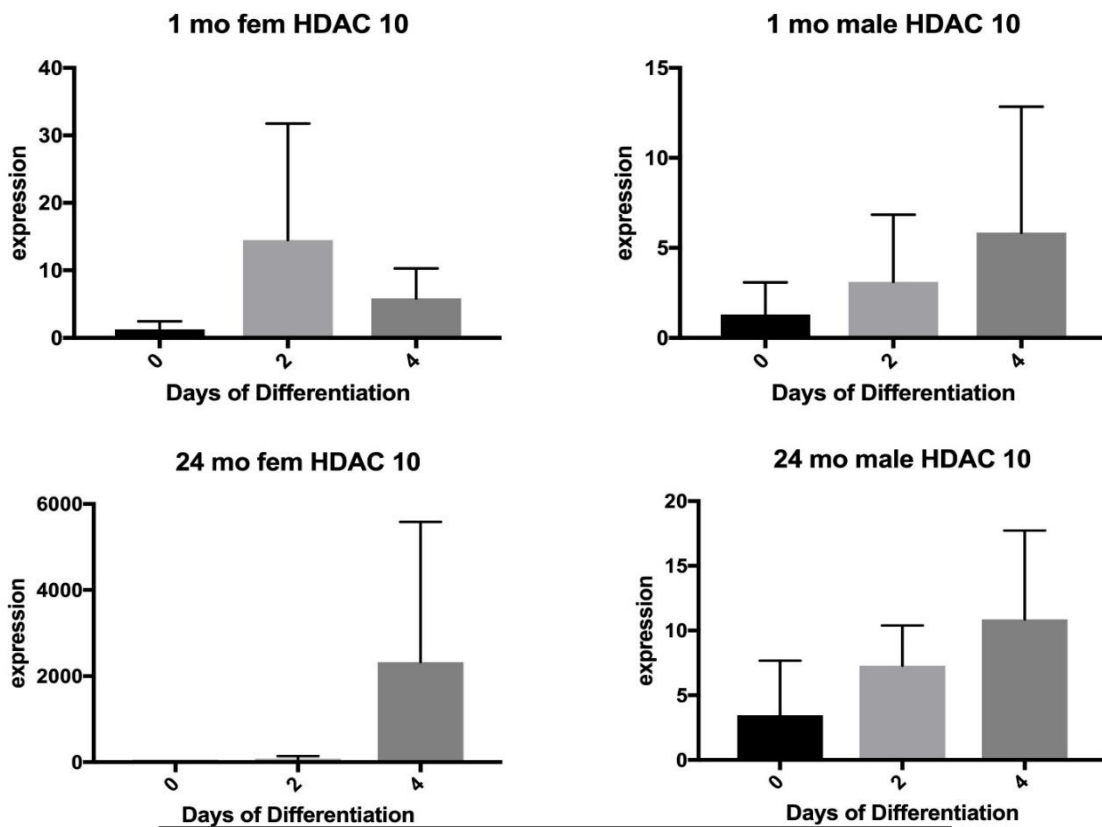 1 mo fem HDAC 10
40
30
20
10
0
expression
0 2 4
Days of Differentiation
1 mo male HDAC 10
15
10
5
0
expression
0 2 4
Days of Differentiation
24 mo fem HDAC 10
6000
4000
2000
0
expression
0 2 4
Days of Differentiation
24 mo male HDAC 10
20
15
10
5
0
expression
0 2 4
Days of Differentiation